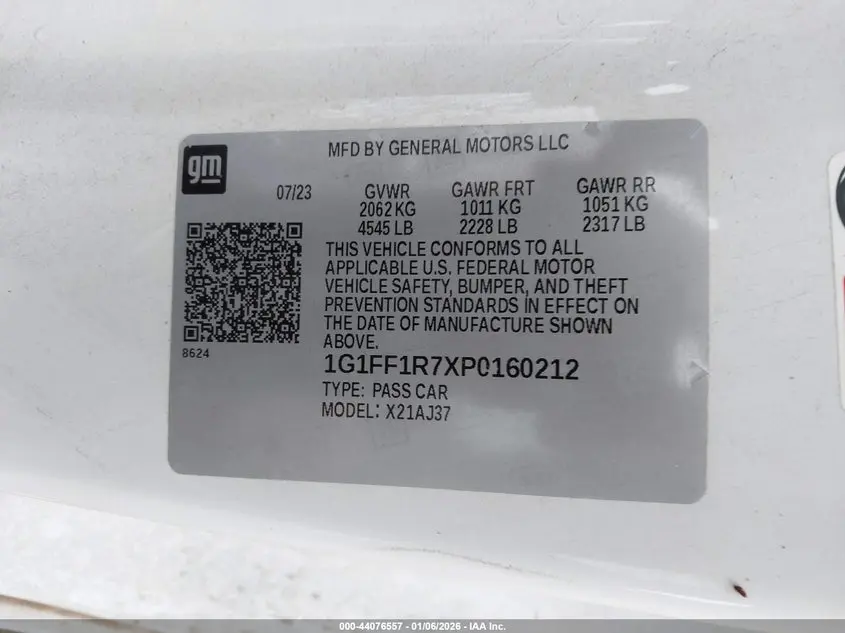 gm
MFD BY GENERAL MOTORS LLC
07/23 GVWR GAWR FRT GAWR RR
2062 KG 1011 KG 1051 KG
4545 LB 2228 LB 2317 LB
THIS VEHICLE CONFORMS TO ALL
APPLICABLE U.S. FEDERAL MOTOR
VEHICLE SAFETY, BUMPER, AND THEFT
PREVENTION STANDARDS IN EFFECT ON
THE DATE OF MANUFACTURE SHOWN
ABOVE.
8624
1G1FF1R7XP0160212
TYPE: PASS CAR
MODEL: X21AJ37
000-44076557 - 01/06/2026 - IAA Inc.